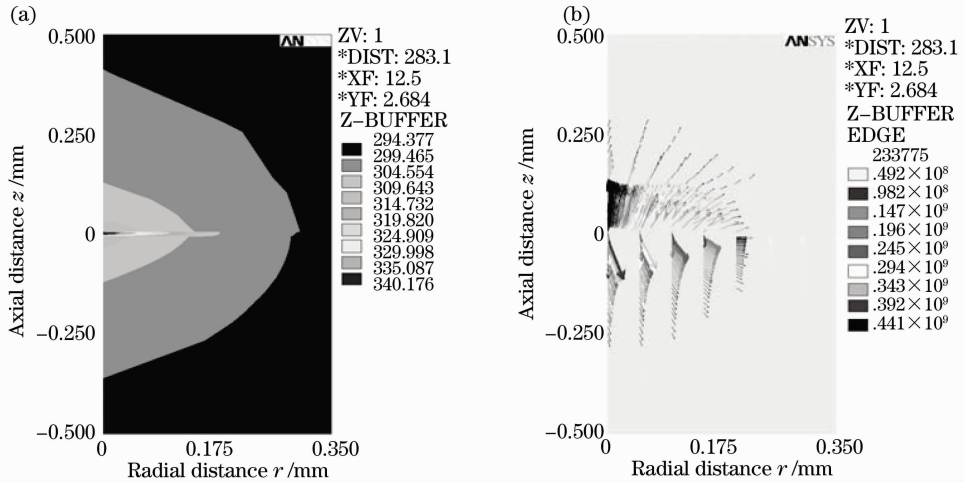 (a)
0.500
0.250
0
−0.250
−0.500
Axial distance z /mm
0
0.175
0.350
Radial distance r /mm
AN
ZV: 1
*DIST: 283.1
*XF: 12.5
*YF: 2.684
Z−BUFFER
294.377
299.465
304.554
309.643
314.732
319.820
324.909
329.998
335.087
340.176
(b)
0.500
0.250
0
−0.250
−0.500
Axial distance z /mm
0
0.175
0.350
Radial distance r /mm
ANSYS
ZV: 1
*DIST: 283.1
*XF: 12.5
*YF: 2.684
Z−BUFFER
EDGE
233775
.492×10⁸
.982×10⁸
.147×10⁹
.196×10⁹
.245×10⁹
.294×10⁹
.343×10⁹
.392×10⁹
.441×10⁹